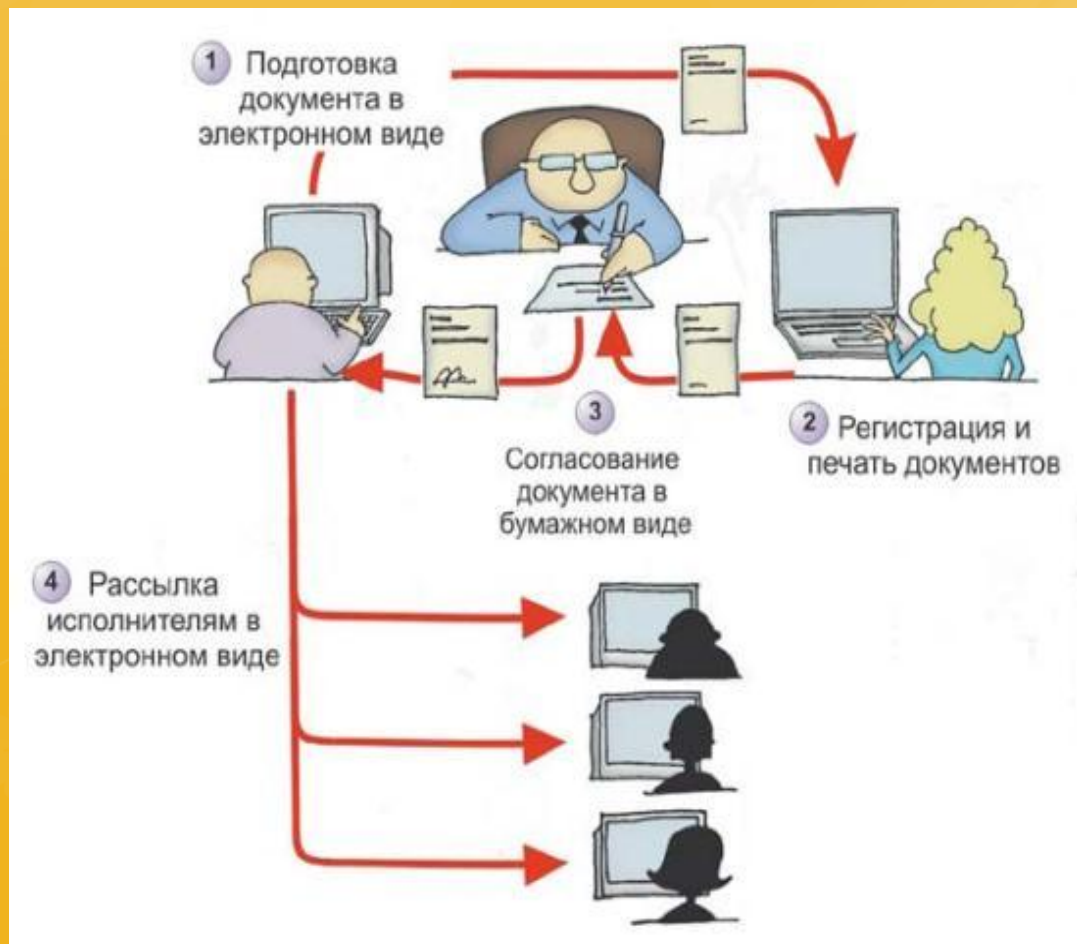 1 Подготовка
документа в
электронном виде
2 Регистрация и
печать документов
3
Согласование
документа в
бумажном виде
4 Рассылка
исполнителям в
электронном виде